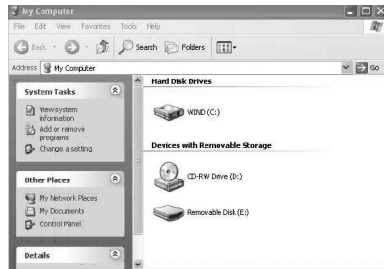 My Computer
File Edit View Favorites Tools Help
Back Search Folders
Address My Computer Go
System Tasks
View system
information
Add or remove
programs
Change a setting
Other Places
My Network Places
My Documents
Control Panel
Details
Hard Disk Drives
WIND (C:)
Devices with Removable Storage
CD-RW Drive (D:)
Removable Disk (E:)